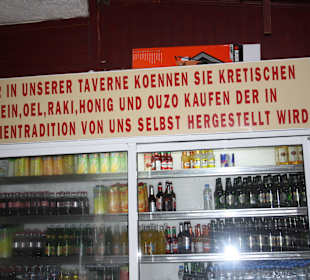 R IN UNSERER TAVERNE KOENNEN SIE KRETISCHEN
EIN,OEL,RAKI,HONIG UND OUZO KAUFEN DER IN
IENTRADITION VON UNS SELBST HERGESTELLT WIRD